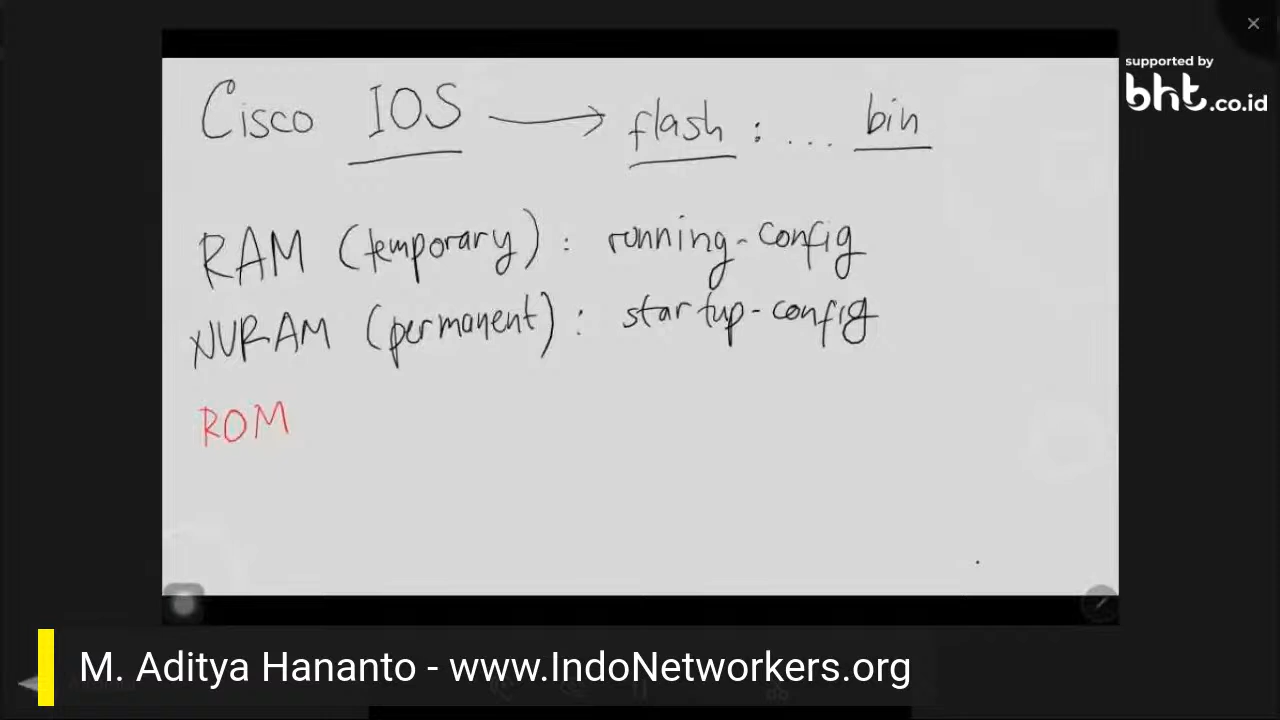 supported by
bht.co.id
Cisco IOS → flash : ... bin
RAM (temporary) : running-config
NVRAM (permanent) : startup-config
ROM
M. Aditya Hananto - www.IndoNetworkers.org